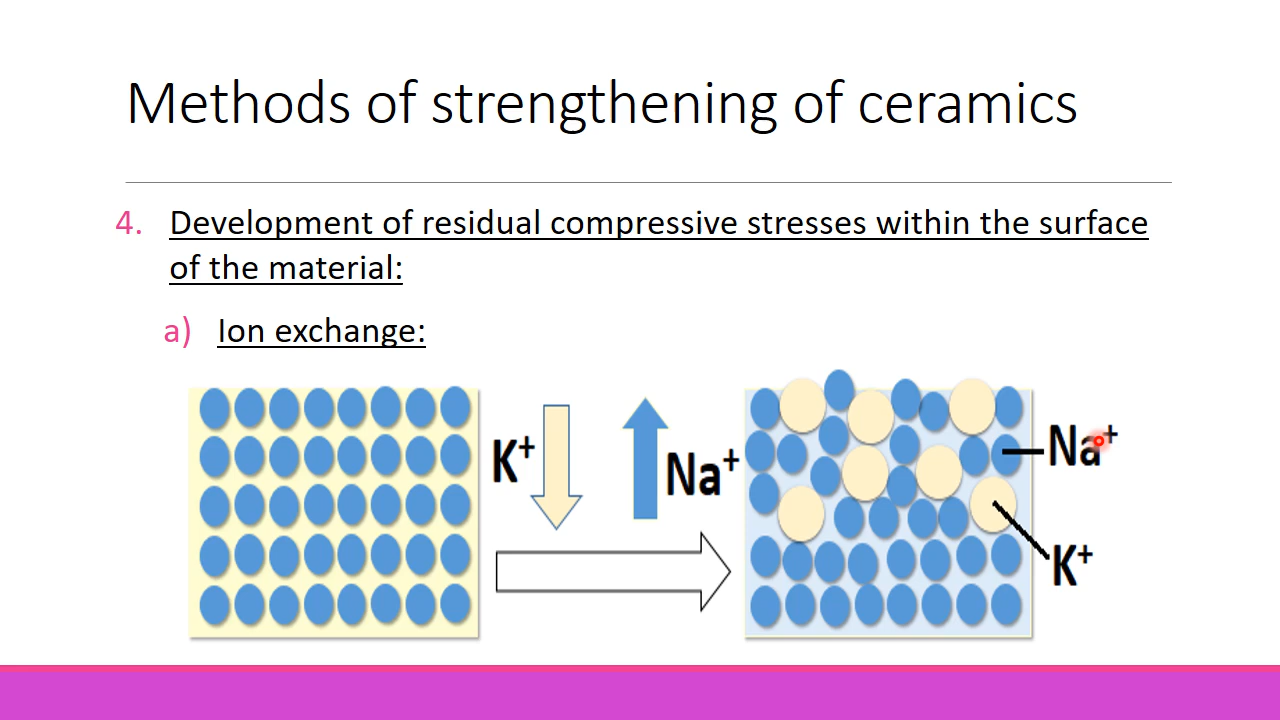 Methods of strengthening of ceramics
4. Development of residual compressive stresses within the surface
of the material:
a) Ion exchange:
K+
Na+
Na+
K+